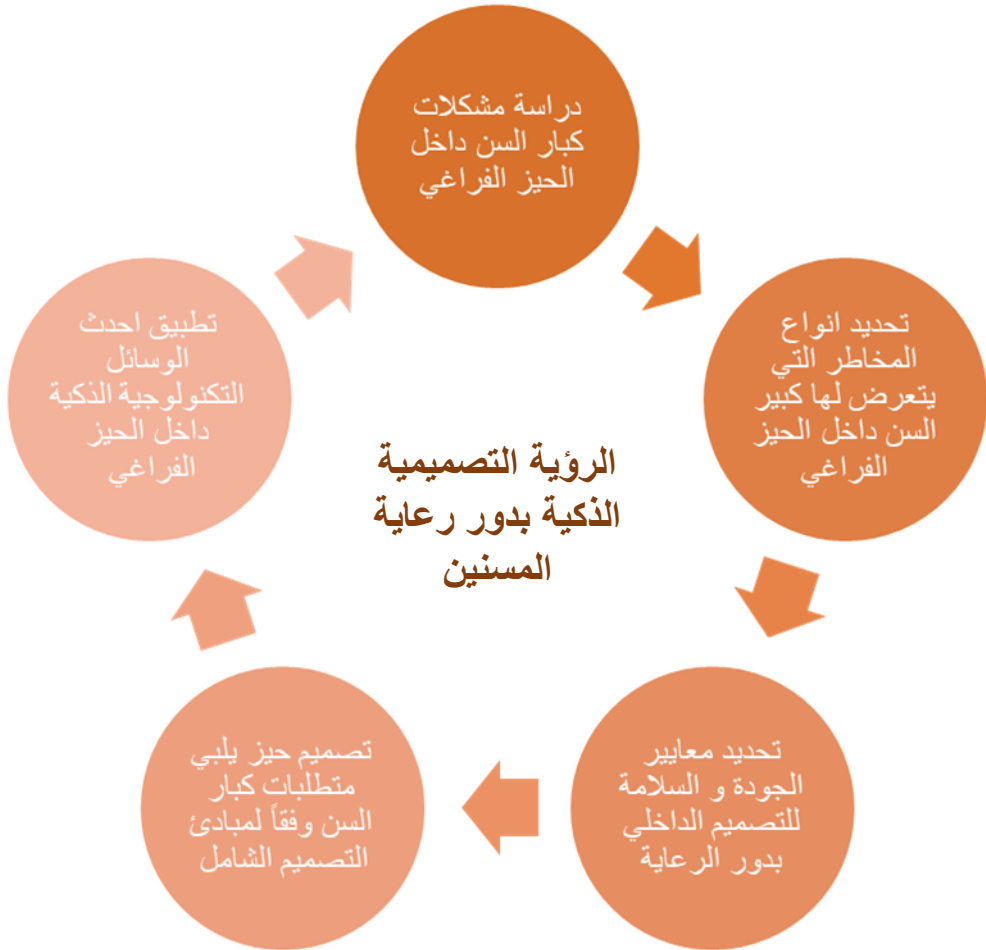 دراسة مشكلات
كبار السن داخل
الحيز الفراغي
تحديد انواع
المخاطر التي
يتعرض لها كبير
السن داخل الحيز
الفراغي
تحديد معايير
الجودة و السلامة
للتصميم الداخلي
بدور الرعاية
تصميم حيز يلبي
متطلبات كبار
السن وفقاً لمبادئ
التصميم الشامل
تطبيق احدث
الوسائل
التكنولوجية الذكية
داخل الحيز
الفراغي
الرؤية التصميمية
الذكية بدور رعاية
المسنين